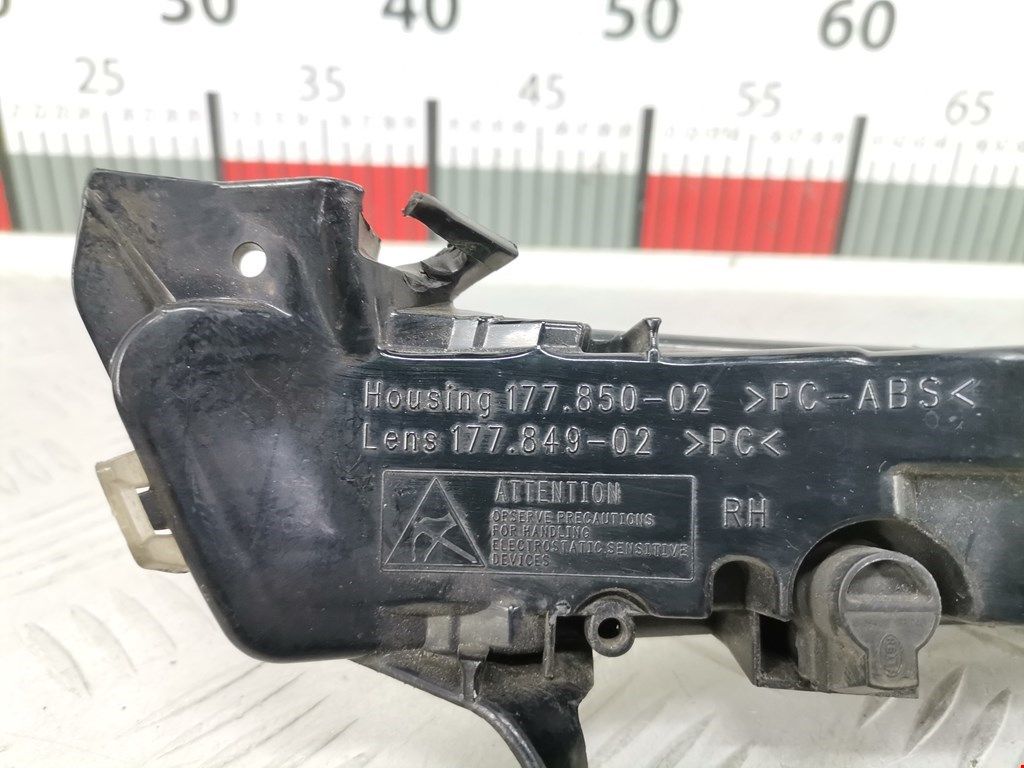 30 40 50 60
25 35 45 55 65
Housing 177.850-02 >PC-ABS<
Lens 177.849-02 >PC<
ATTENTION
OBSERVE PRECAUTIONS
FOR HANDLING
ELECTROSTATIC SENSITIVE
DEVICES
RH